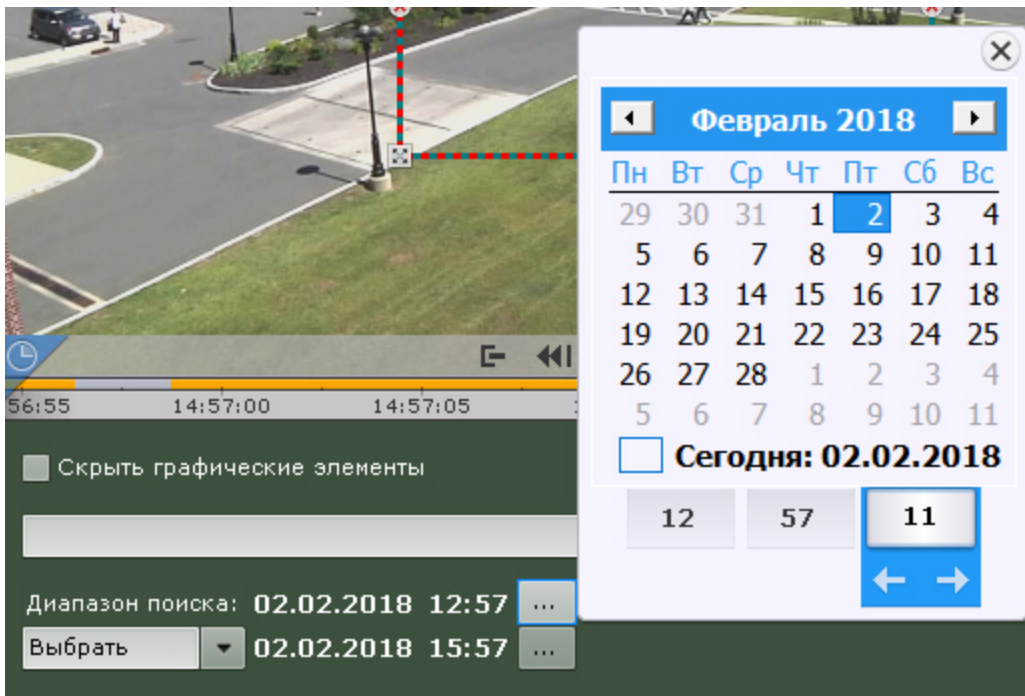 Февраль 2018
Пн Вт Ср Чт Пт Сб Вс
29 30 31 1 2 3 4
5 6 7 8 9 10 11
12 13 14 15 16 17 18
19 20 21 22 23 24 25
26 27 28 1 2 3 4
5 6 7 8 9 10 11
Сегодня: 02.02.2018
12 57 11
56:55 14:57:00 14:57:05
Скрыть графические элементы
Диапазон поиска: 02.02.2018 12:57 ...
Выбрать 02.02.2018 15:57 ...